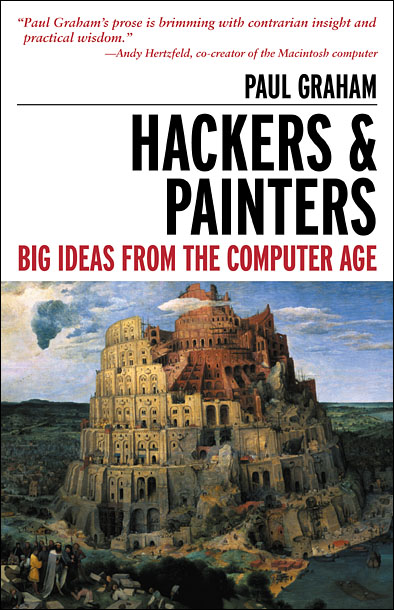 “Paul Graham’s prose is brimming with contrarian insight and
practical wisdom.”
—Andy Hertzfeld, co-creator of the Macintosh computer
PAUL GRAHAM
HACKERS &
PAINTERS
BIG IDEAS FROM THE COMPUTER AGE